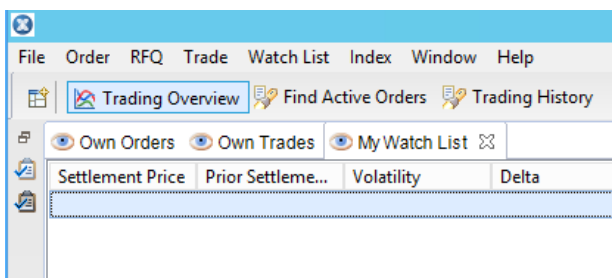 File Order RFQ Trade Watch List Index Window Help
Trading Overview Find Active Orders Trading History
Own Orders Own Trades My Watch List
Settlement Price Prior Settleme... Volatility Delta